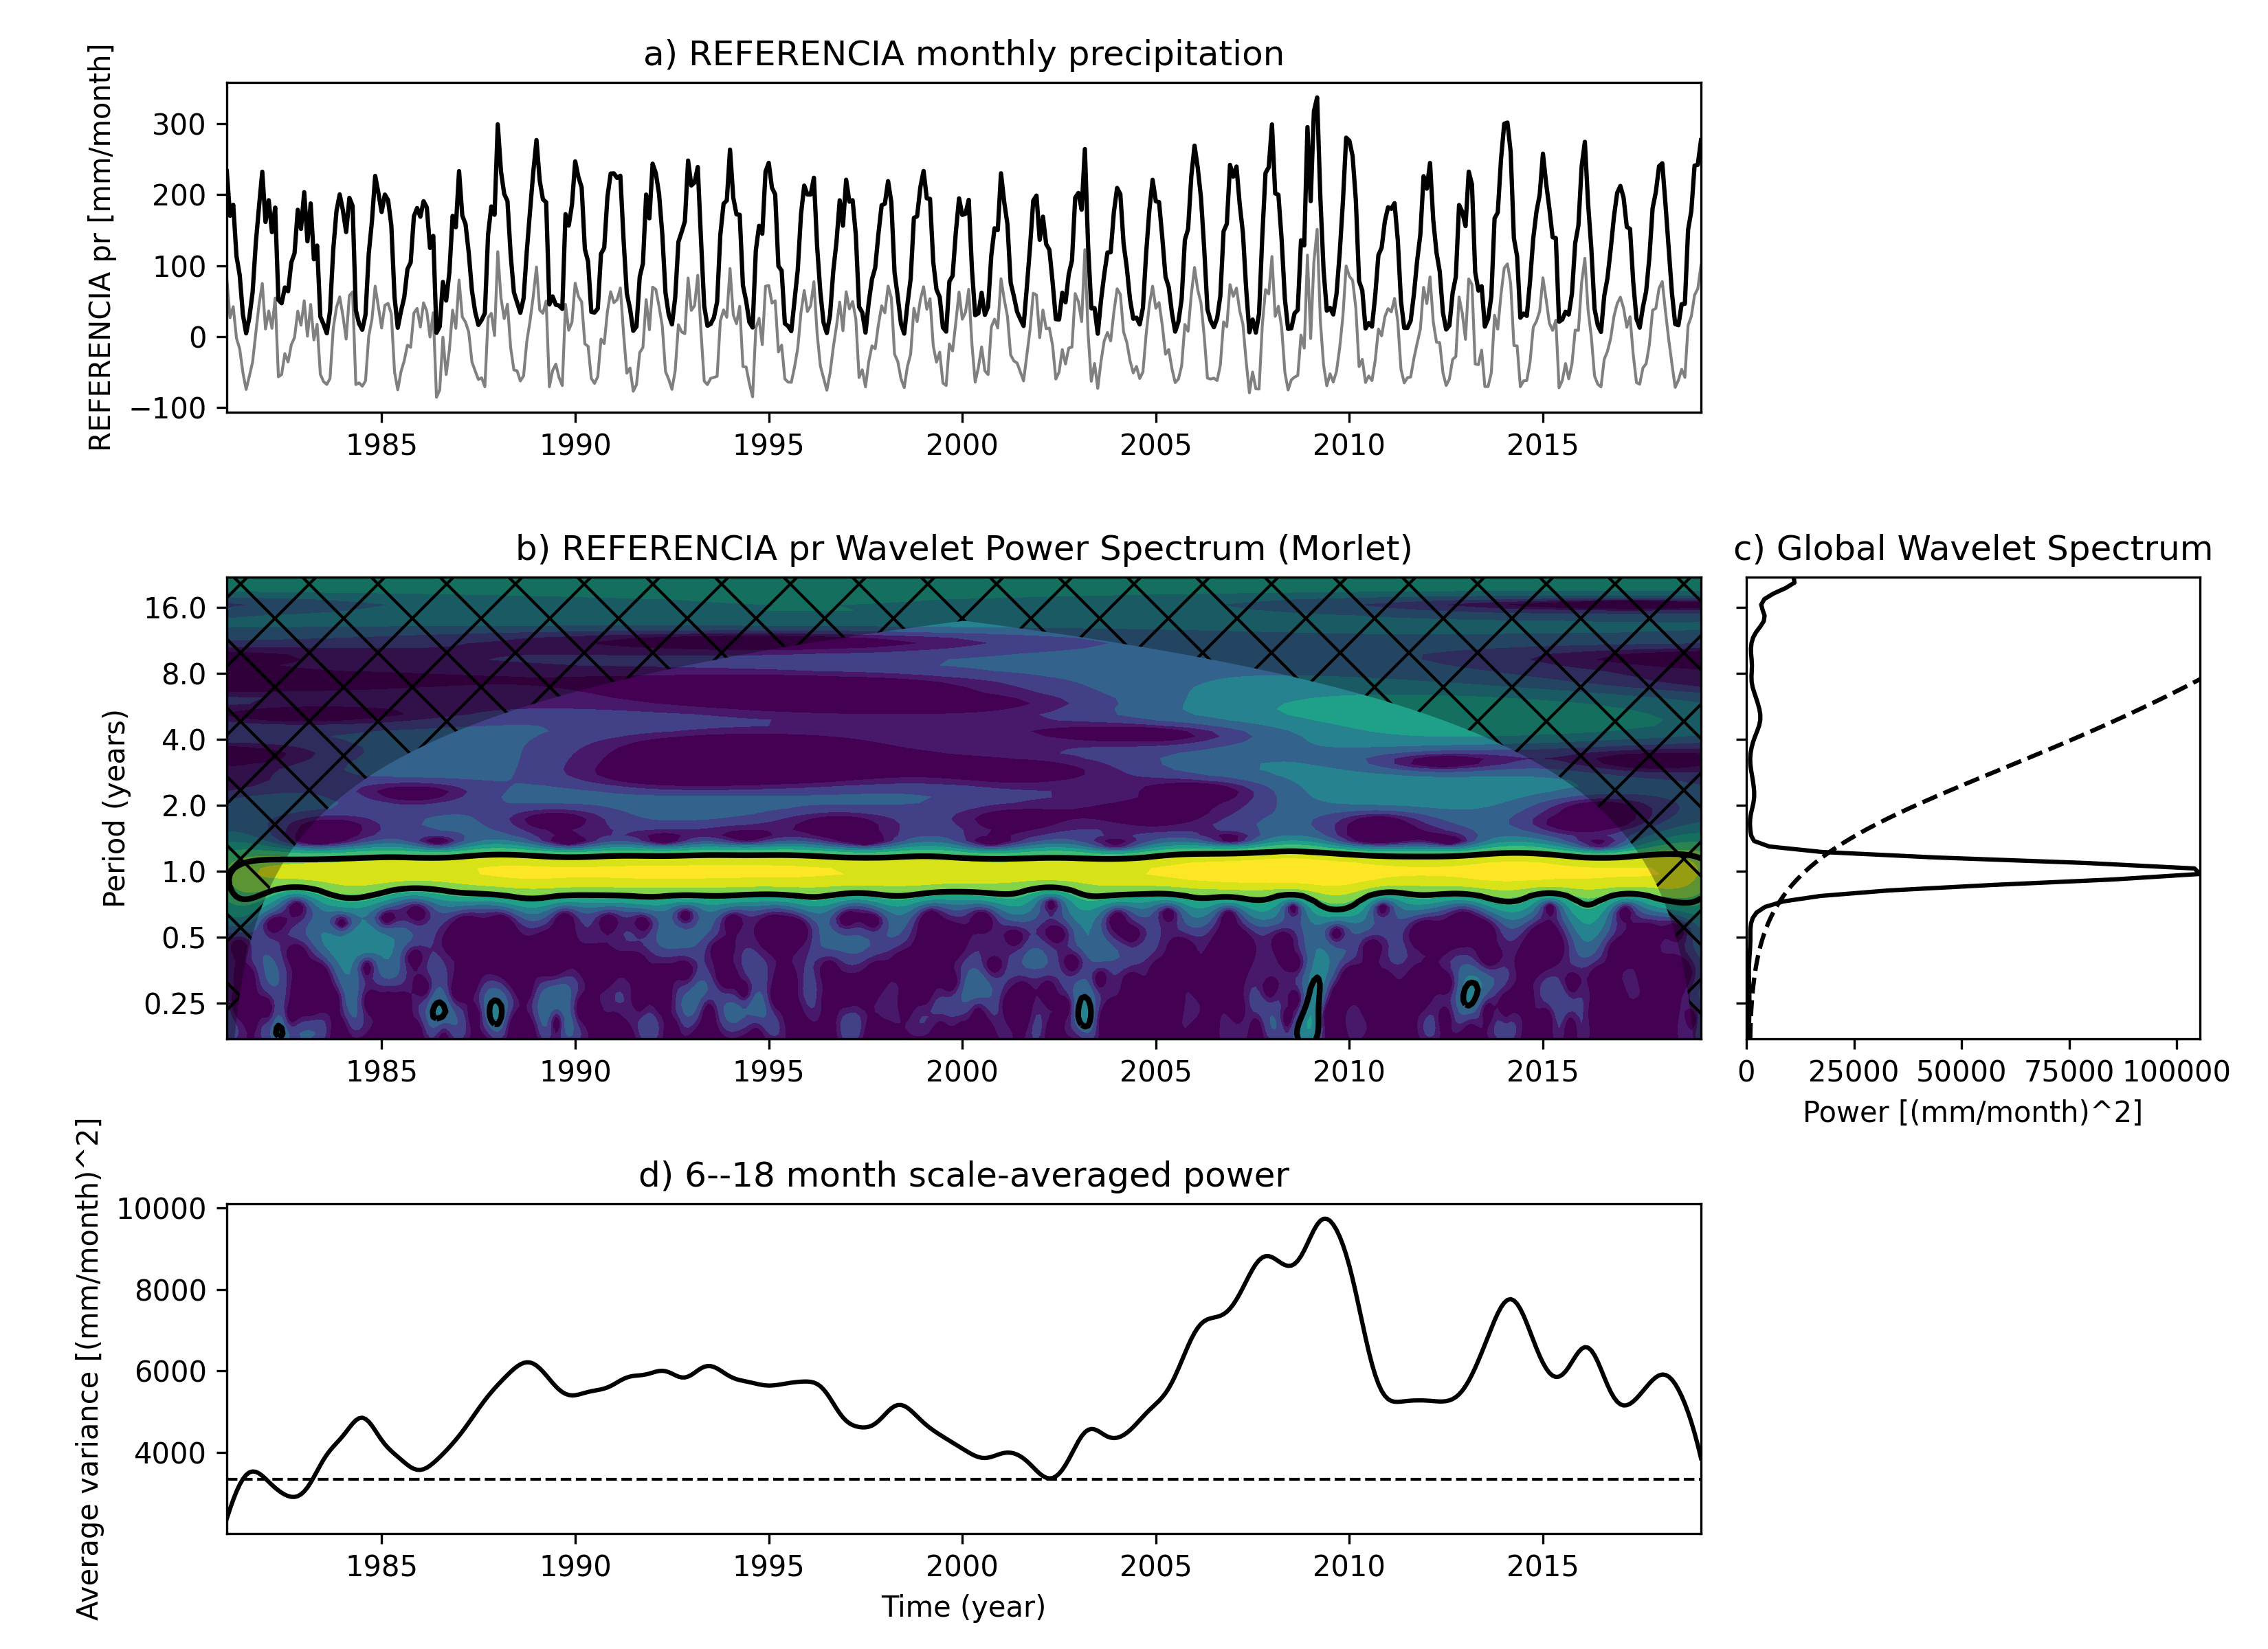 a) REFERENCIA monthly precipitation
REFERENCIA pr [mm/month]
300
200
100
0
−100
1985 1990 1995 2000 2005 2010 2015
b) REFERENCIA pr Wavelet Power Spectrum (Morlet)
Period (years)
16.0
8.0
4.0
2.0
1.0
0.5
0.25
1985 1990 1995 2000 2005 2010 2015
c) Global Wavelet Spectrum
0 25000 50000 75000 100000
Power [(mm/month)^2]
d) 6--18 month scale-averaged power
Average variance [(mm/month)^2]
10000
8000
6000
4000
1985 1990 1995 2000 2005 2010 2015
Time (year)